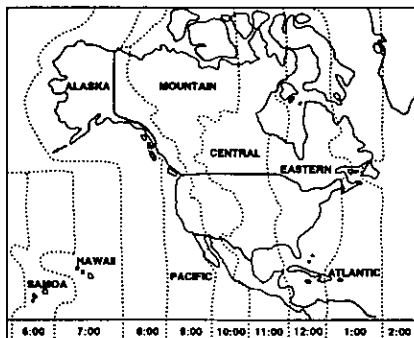 ALASKA
MOUNTAIN
CENTRAL
EASTERN
HAWAII
SAMOA
PACIFIC
ATLANTIC
6:00 7:00 8:00 9:00 10:00 11:00 12:00 1:00 2:00